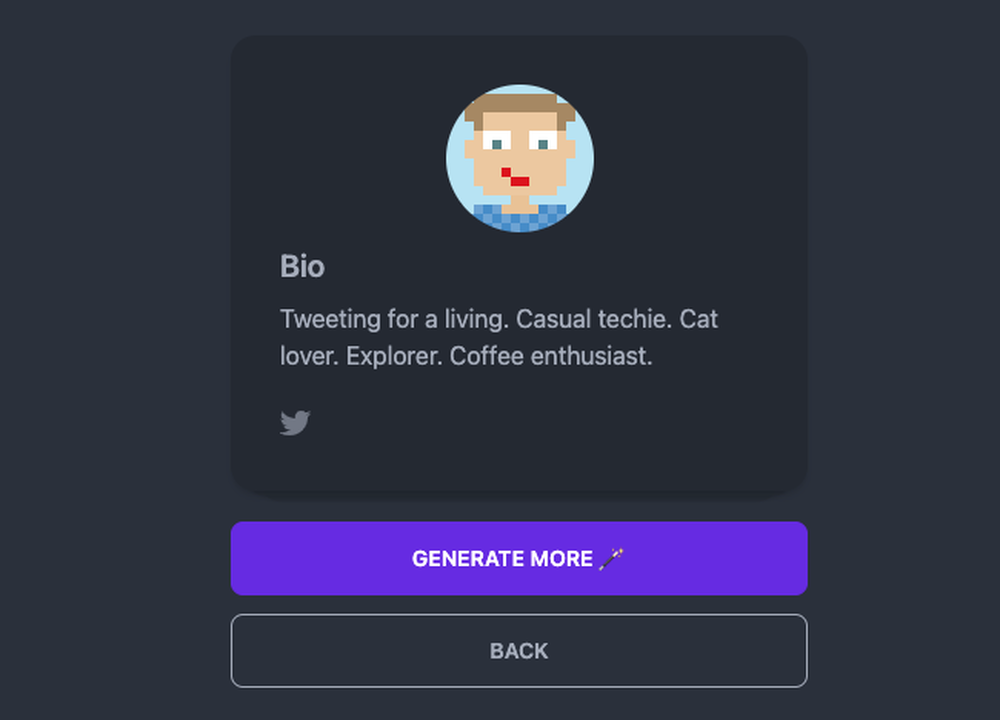 Bio
Tweeting for a living. Casual techie. Cat
lover. Explorer. Coffee enthusiast.
GENERATE MORE 🪄
BACK